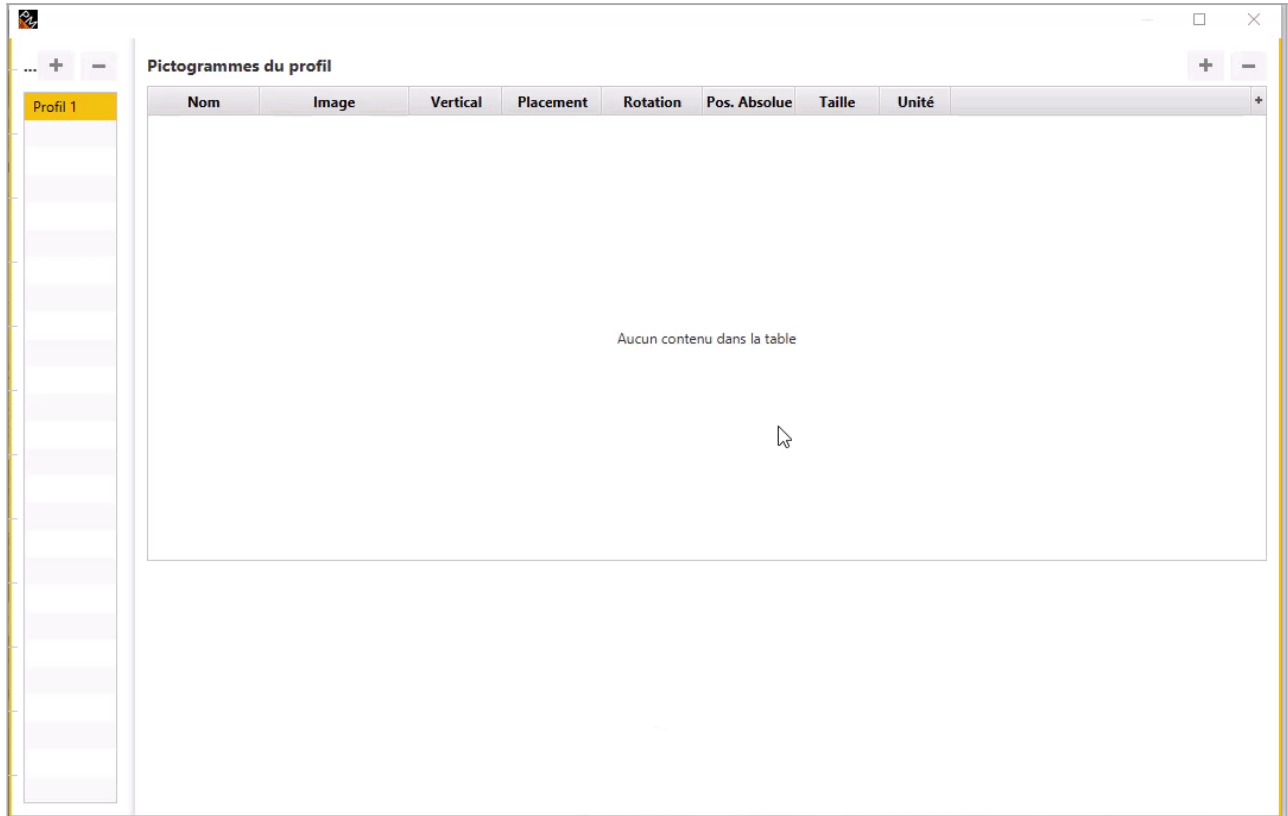 PM
...
+
−
Pictogrammes du profil
+
−
Profil 1
Nom Image Vertical Placement Rotation Pos. Absolue Taille Unité +
Aucun contenu dans la table